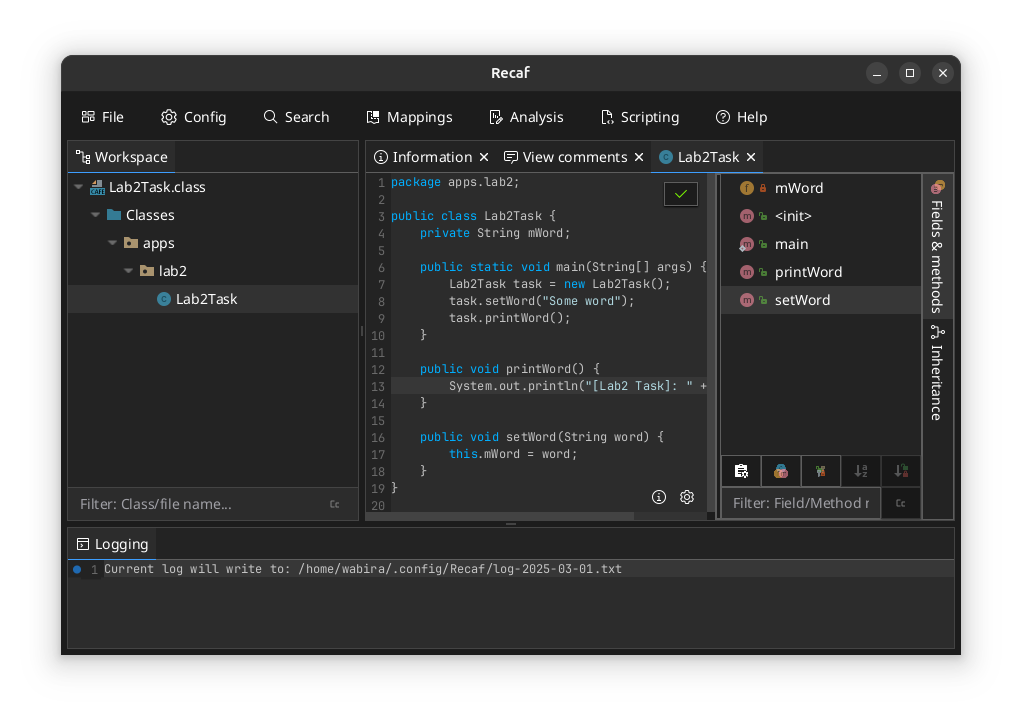 Recaf
File Config Search Mappings Analysis Scripting Help
Workspace
Lab2Task.class
Classes
apps
lab2
Lab2Task
Filter: Class/file name...
Cc
Information
View comments
Lab2Task
1 package apps.lab2;
2
3 public class Lab2Task {
4 private String mWord;
5
6 public static void main(String[] args) {
7 Lab2Task task = new Lab2Task();
8 task.setWord("Some word");
9 task.printWord();
10 }
11
12 public void printWord() {
13 System.out.println("[Lab2 Task]: " +
14 }
15
16 public void setWord(String word) {
17 this.mWord = word;
18 }
19 }
20
f mWord
m <init>
m main
m printWord
m setWord
Filter: Field/Method r
Cc
Fields & methods
Inheritance
Logging
1 Current log will write to: /home/wabira/.config/Recaf/log-2025-03-01.txt